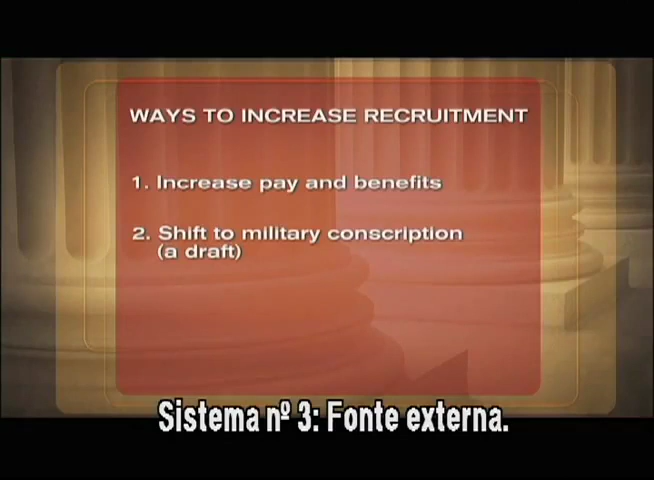 WAYS TO INCREASE RECRUITMENT
1. Increase pay and benefits
2. Shift to military conscription
(a draft)
Sistema nº 3: Fonte externa.